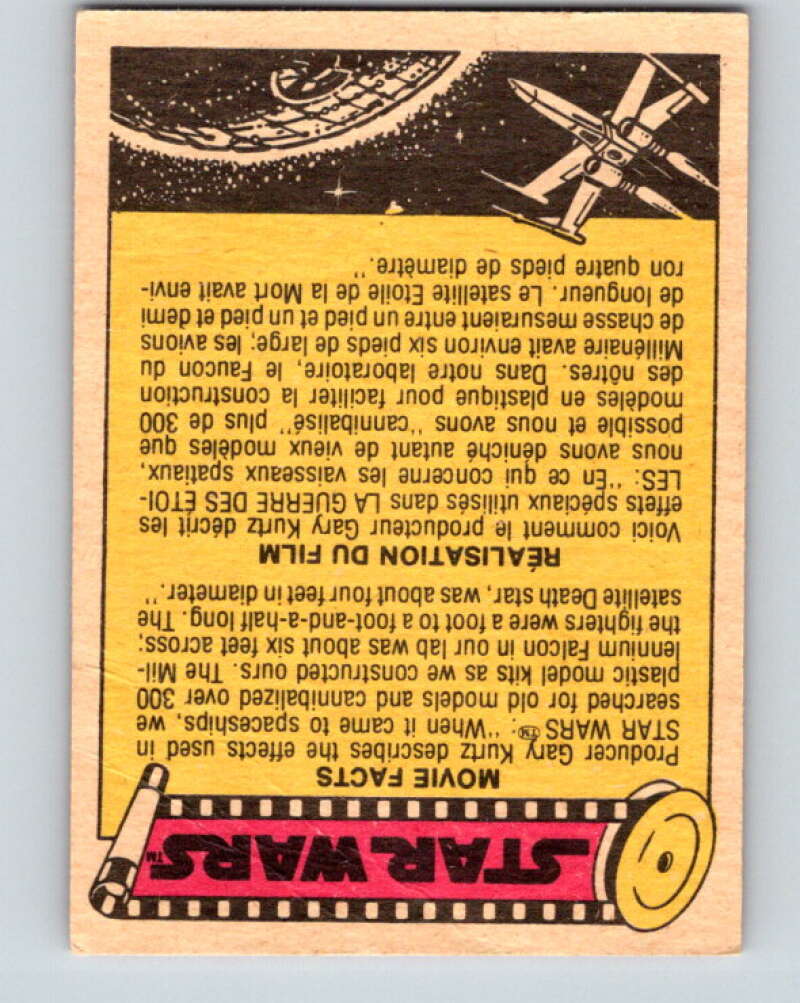 STAR WARS™
MOVIE FACTS
Producer Gary Kurtz describes the effects used in
STAR WARS™: "When it came to spaceships, we
searched for old models and cannibalized over 300
plastic model kits as we constructed ours. The Mil-
lennium Falcon in our lab was about six feet across;
the fighters were a foot to a foot-and-a-half long. The
satellite Death star, was about four feet in diameter."
RÉALISATION DU FILM
Voici comment le producteur Gary Kurtz décrit les
effets spéciaux utilisés dans LA GUERRE DES ÉTOI-
LES: "En ce qui concerne les vaisseaux spatiaux,
nous avons déniché autant de vieux modèles que
possible et nous avons "cannibalisé" plus de 300
modèles en plastique pour faciliter la construction
des nôtres. Dans notre laboratoire, le Faucon du
Millénaire avait environ six pieds de large; les avions
de chasse mesuraient entre un pied et un pied et demi
de longueur. Le satellite Etoile de la Mort avait envi-
ron quatre pieds de diamètre."